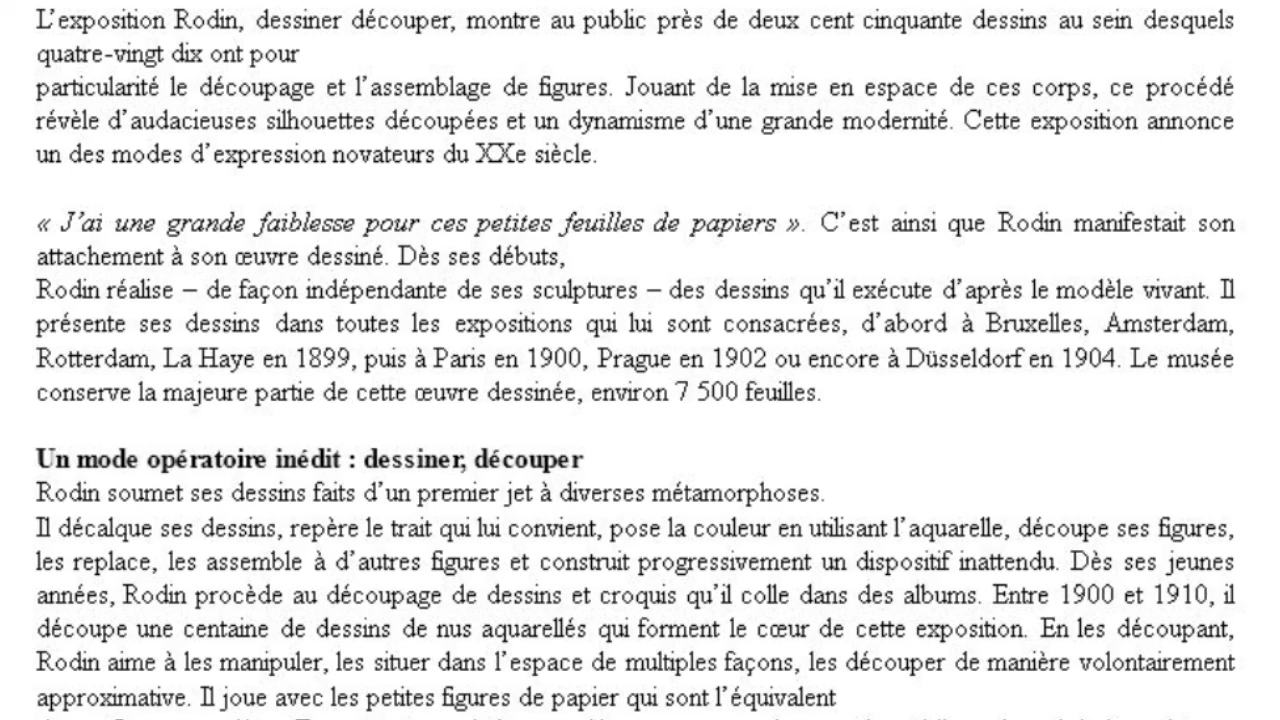 L’exposition Rodin, dessiner découper, montre au public près de deux cent cinquante dessins au sein desquels
quatre-vingt dix ont pour
particularité le découpage et l’assemblage de figures. Jouant de la mise en espace de ces corps, ce procédé
révèle d’audacieuses silhouettes découpées et un dynamisme d’une grande modernité. Cette exposition annonce
un des modes d’expression novateurs du XXe siècle.
« J’ai une grande faiblesse pour ces petites feuilles de papiers ». C’est ainsi que Rodin manifestait son
attachement à son œuvre dessiné. Dès ses débuts,
Rodin réalise – de façon indépendante de ses sculptures – des dessins qu’il exécute d’après le modèle vivant. Il
présente ses dessins dans toutes les expositions qui lui sont consacrées, d’abord à Bruxelles, Amsterdam,
Rotterdam, La Haye en 1899, puis à Paris en 1900, Prague en 1902 ou encore à Düsseldorf en 1904. Le musée
conserve la majeure partie de cette œuvre dessinée, environ 7 500 feuilles.
Un mode opératoire inédit : dessiner, découper
Rodin soumet ses dessins faits d’un premier jet à diverses métamorphoses.
Il décalque ses dessins, repère le trait qui lui convient, pose la couleur en utilisant l’aquarelle, découpe ses figures,
les replace, les assemble à d’autres figures et construit progressivement un dispositif inattendu. Dès ses jeunes
années, Rodin procède au découpage de dessins et croquis qu’il colle dans des albums. Entre 1900 et 1910, il
découpe une centaine de dessins de nus aquarellés qui forment le cœur de cette exposition. En les découpant,
Rodin aime à les manipuler, les situer dans l’espace de multiples façons, les découper de manière volontairement
approximative. Il joue avec les petites figures de papier qui sont l’équivalent